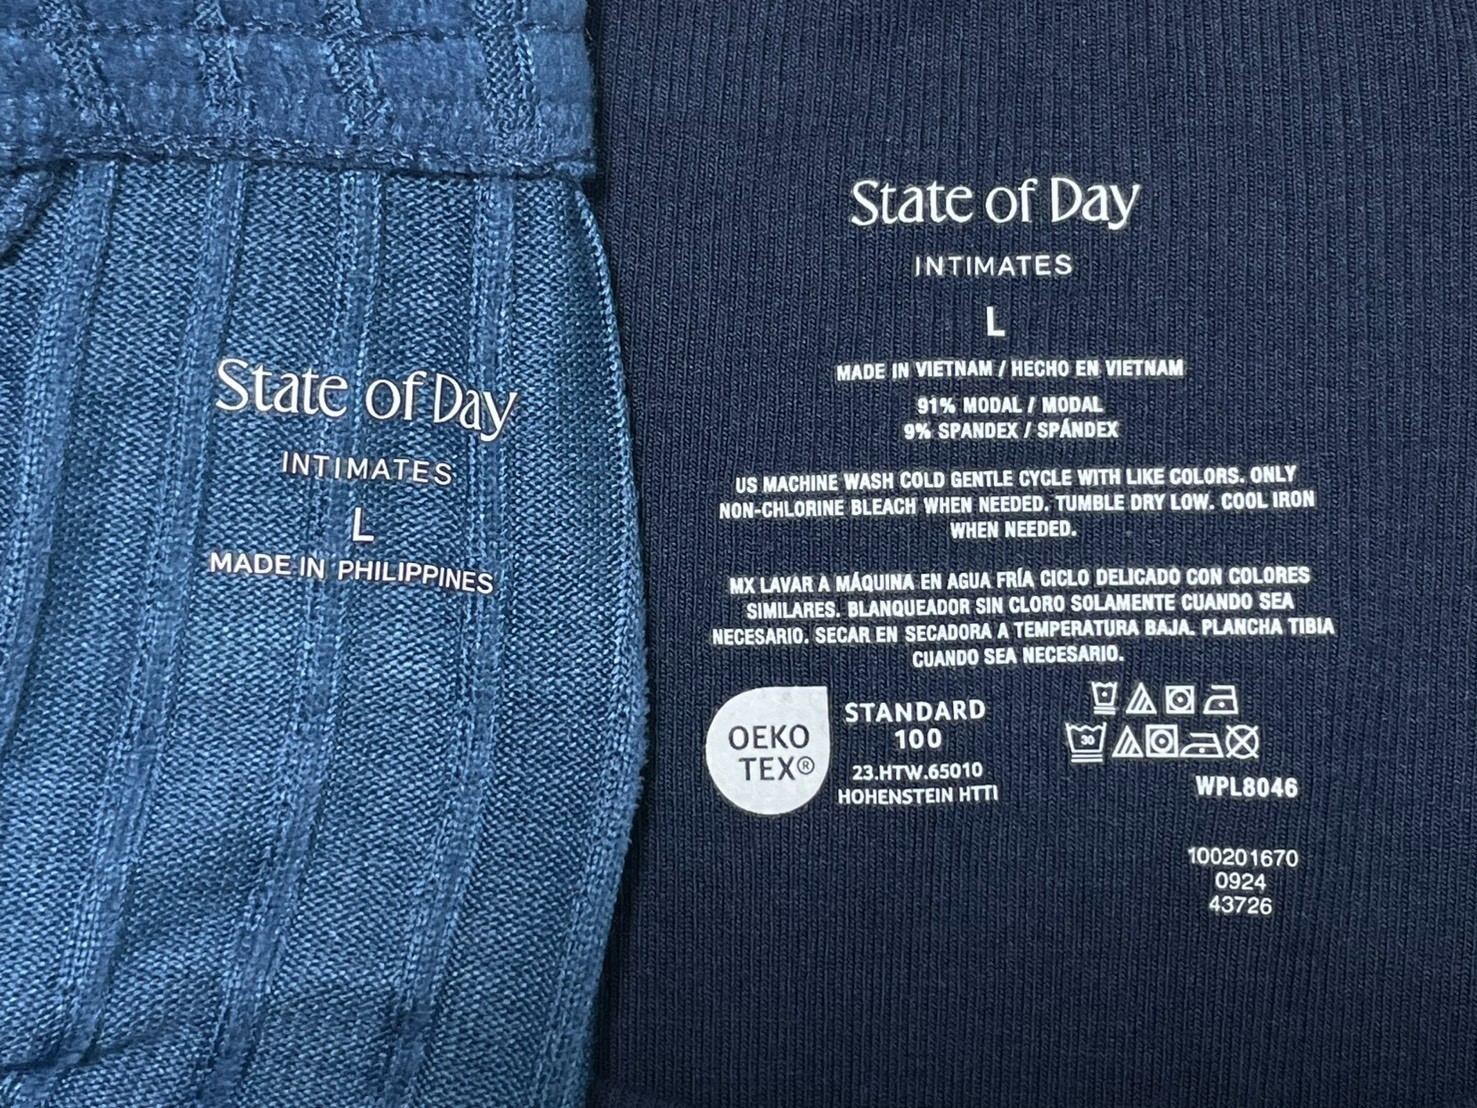 State of Day
INTIMATES
L
MADE IN PHILIPPINES
State of Day
INTIMATES
L
MADE IN VIETNAM / HECHO EN VIETNAM
91% MODAL / MODAL
9% SPANDEX / SPÁNDEX
US MACHINE WASH COLD GENTLE CYCLE WITH LIKE COLORS. ONLY
NON-CHLORINE BLEACH WHEN NEEDED. TUMBLE DRY LOW. COOL IRON
WHEN NEEDED.
MX LAVAR A MÁQUINA EN AGUA FRÍA CICLO DELICADO CON COLORES
SIMILARES. BLANQUEADOR SIN CLORO SOLAMENTE CUANDO SEA
NECESARIO. SECAR EN SECADORA A TEMPERATURA BAJA. PLANCHA TIBIA
CUANDO SEA NECESARIO.
OEKO
TEX®
STANDARD
100
23.HTW.65010
HOHENSTEIN HTTI
30
WPL8046
100201670
0924
43726